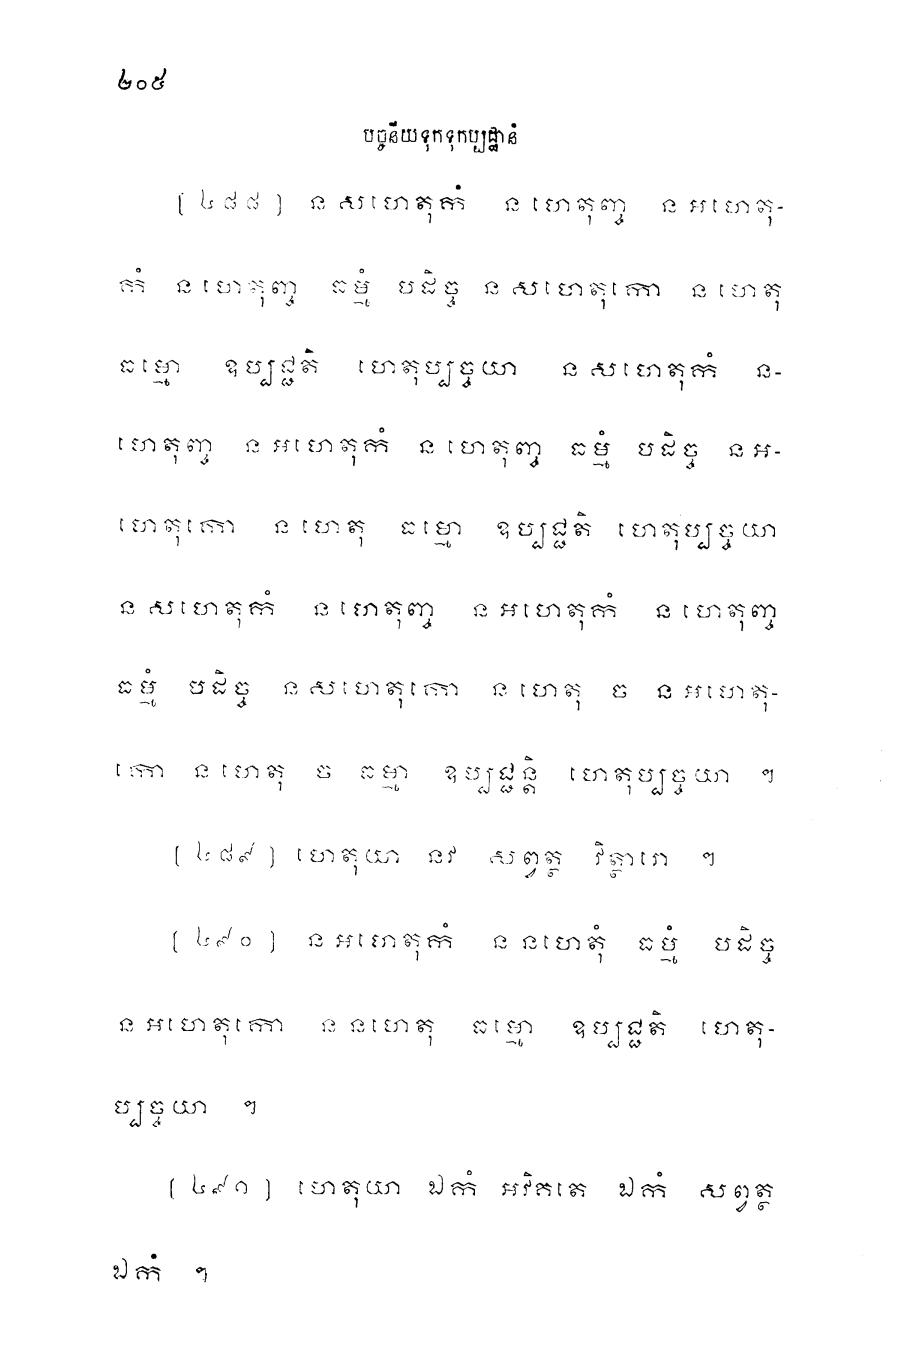 ២០៥
បច្ចនីយទុកទុកប្បដ្ឋានំ
[៤៨៨] ន សហេតុកំ ន ហេតុញ្ច ន អហេតុ-
កំ ន ហេតុញ្ច ធម្មំ បដិច្ច ន សហេតុកោ ន ហេតុ
ធម្មោ ឧប្បជ្ជតិ ហេតុប្បច្ចយា ន សហេតុកំ ន-
ហេតុញ្ច ន អហេតុកំ ន ហេតុញ្ច ធម្មំ បដិច្ច ន អ-
ហេតុកោ ន ហេតុ ធម្មោ ឧប្បជ្ជតិ ហេតុប្បច្ចយា
ន សហេតុកំ ន ហេតុញ្ច ន អហេតុកំ ន ហេតុញ្ច
ធម្មំ បដិច្ច ន សហេតុកោ ន ហេតុ ច ន អហេតុ-
កោ ន ហេតុ ច ធម្មា ឧប្បជ្ជន្តិ ហេតុប្បច្ចយា ។
[៤៨៩] ហេតុយា នវ សព្វត្ថ វិត្ថារោ ។
[៤៩០] ន អហេតុកំ ន នហេតុំ ធម្មំ បដិច្ច
ន អហេតុកោ ន នហេតុ ធម្មោ ឧប្បជ្ជតិ ហេតុ-
ប្បច្ចយា ។
[៤៩១] ហេតុយា ឯកំ អវិគតេ ឯកំ សព្វត្ថ
ឯកំ ។